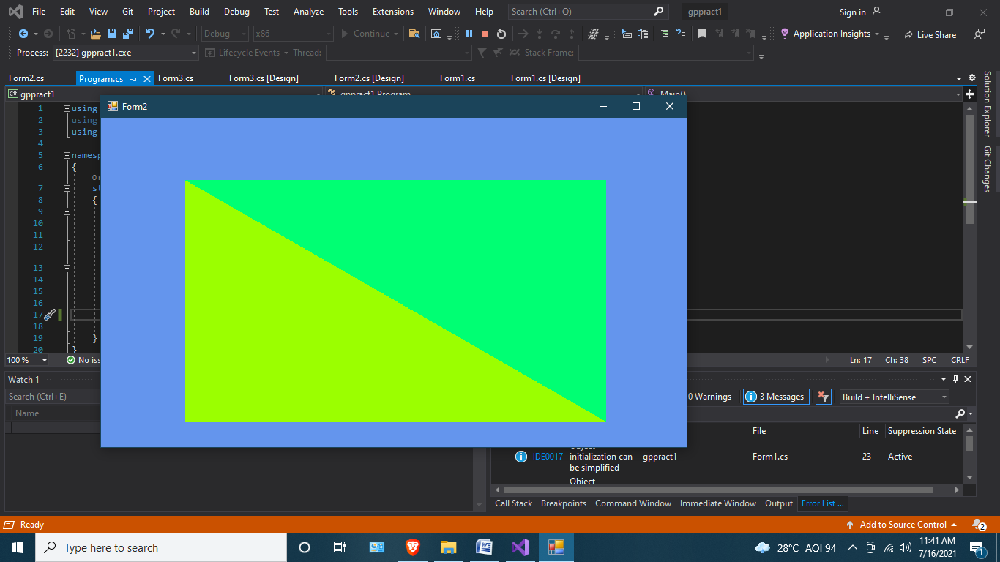 File Edit View Git Project Build Debug Test Analyze Tools Extensions Window Help Search (Ctrl+Q) gppract1 Sign in
Debug x86 Continue Application Insights Live Share
Process: [2232] gppract1.exe Lifecycle Events Thread: Stack Frame:
Form2.cs Program.cs Form3.cs Form3.cs [Design] Form2.cs [Design] Form1.cs Form1.cs [Design]
Solution Explorer
Git Changes
C# gppract1 gppract1.Program Main()
Form2
1 using
2 using
3 using
4
5 namesp
6 {
7 st
8 {
9
10
11
12
13
14
15
16
17
18
19 }
20 }
100 % No iss Ln: 17 Ch: 38 SPC CRLF
Watch 1
Search (Ctrl+E)
Name
0 Warnings 3 Messages Build + IntelliSense
File Line Suppression State
IDE0017 Object initialization can gppract1 Form1.cs 23 Active
be simplified
Object
Call Stack Breakpoints Command Window Immediate Window Output Error List ...
Ready Add to Source Control 2
Type here to search 28°C AQI 94 11:41 AM
7/16/2021 1